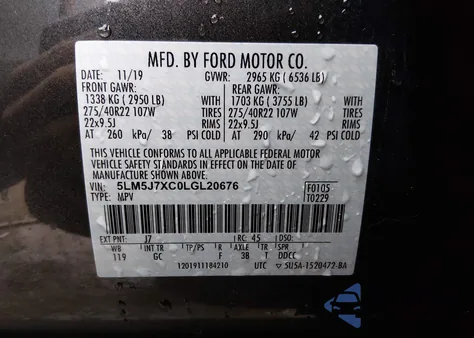 MFD. BY FORD MOTOR CO.
DATE: 11/19 GVWR: 2965 KG ( 6536 LB)
FRONT GAWR: REAR GAWR:
1338 KG ( 2950 LB) 1703 KG ( 3755 LB)
275/40R22 107W TIRES 275/40R22 107W TIRES
22x9.5J RIMS 22x9.5J RIMS
AT 260 kPa/ 38 PSI COLD AT 290 kPa/ 42 PSI COLD
THIS VEHICLE CONFORMS TO ALL APPLICABLE FEDERAL MOTOR
VEHICLE SAFETY STANDARDS IN EFFECT ON THE DATE OF
MANUFACTURE SHOWN ABOVE.
VIN: 5LM5J7XC0LGL20676 F0105
TYPE: MPV T0229
EXT PNT: J7 RC: 45 DSO:
WB INT TR TP/PS R AXLE TR SPR
119 GC F 38 T DDCC
1201911184210 UTC ▽ SU5A-1520472-BA